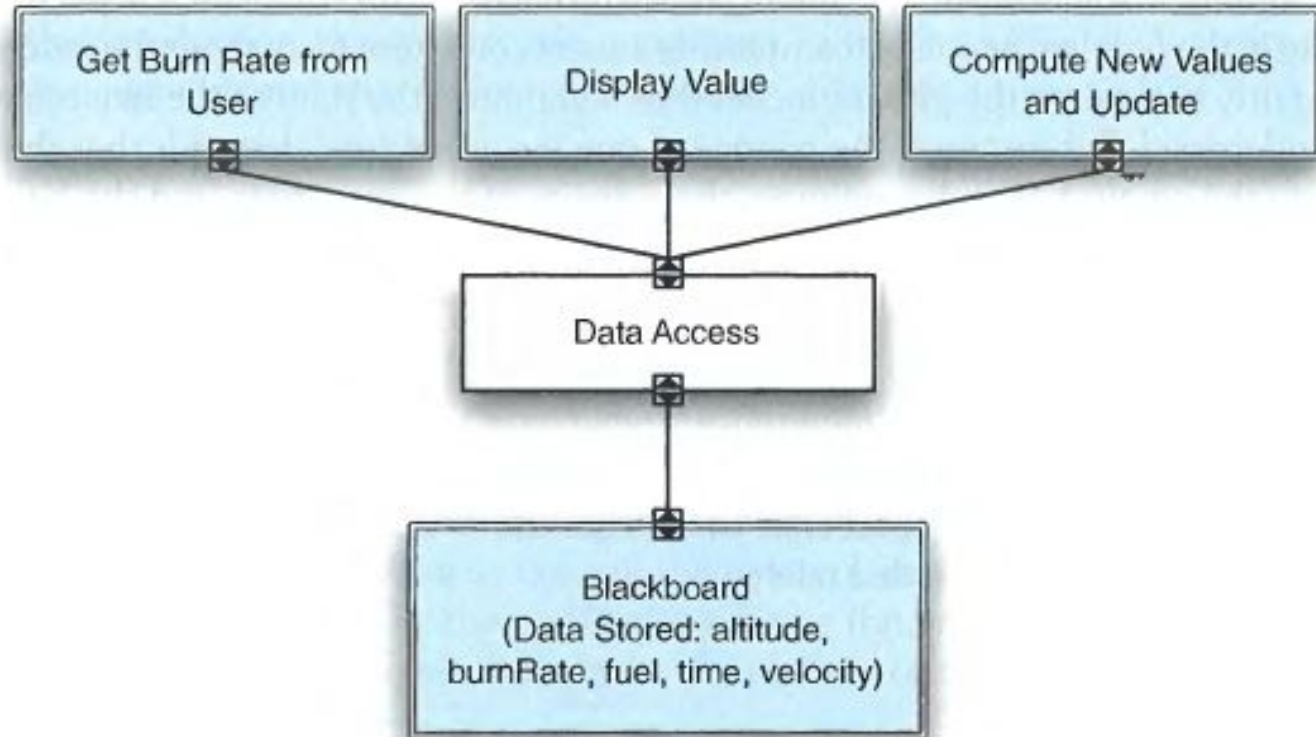 Get Burn Rate from
User
Display Value
Compute New Values
and Update
Data Access
Blackboard
(Data Stored: altitude,
burnRate, fuel, time, velocity)